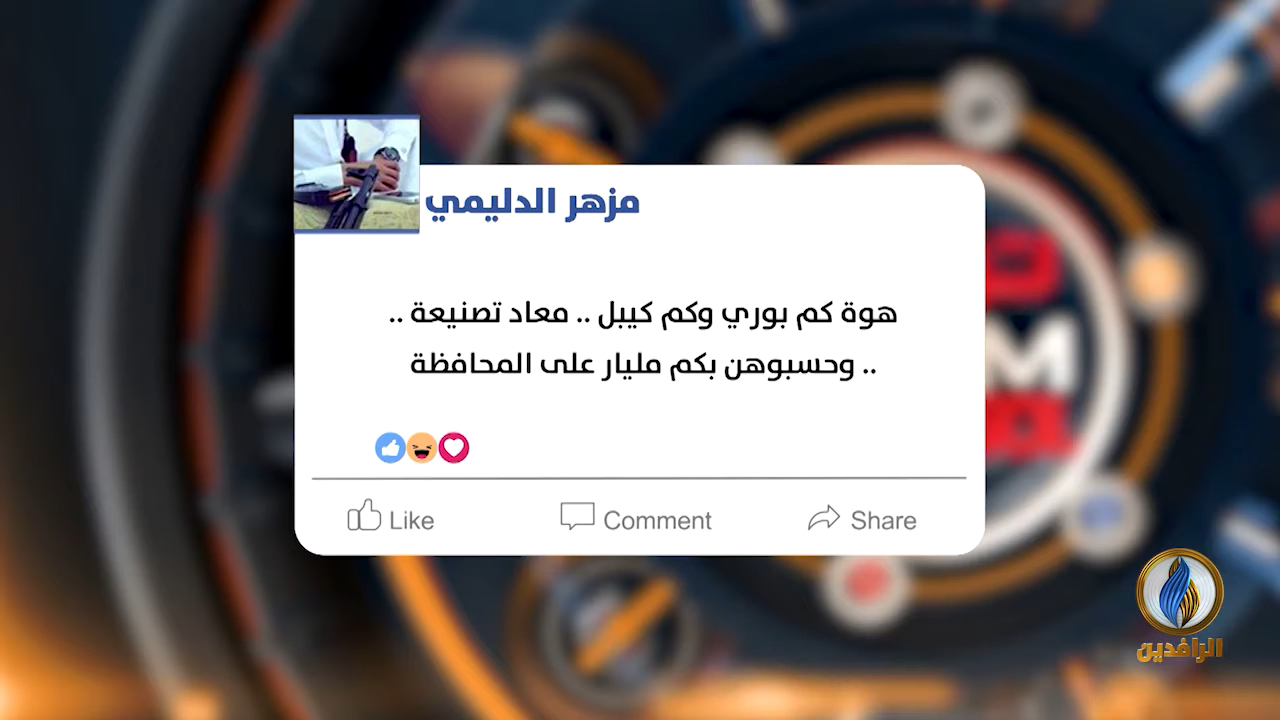 مزهر الدليمي
هوة كم بوري وكم كيبل .. معاد تصنيعة ..
.. وحسبوهن بكم مليار على المحافظة
Like
Comment
Share
الرافدين